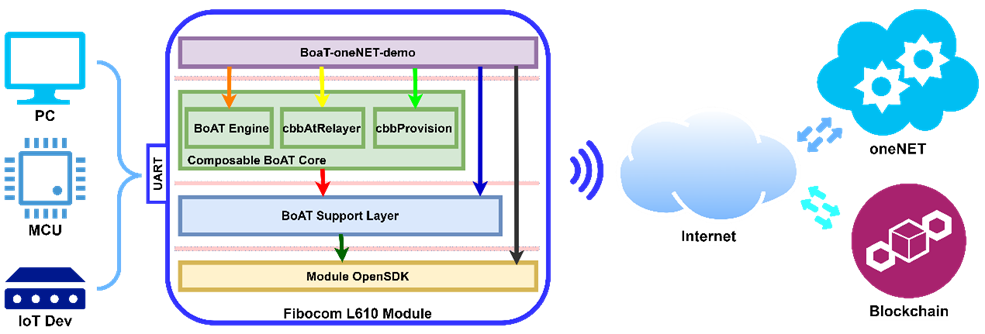 PC
MCU
IoT Dev
UART
BoaT-oneNET-demo
BoAT Engine
cbbAtRelayer
cbbProvision
Composable BoAT Core
BoAT Support Layer
Module OpenSDK
Fibocom L610 Module
Internet
oneNET
Blockchain